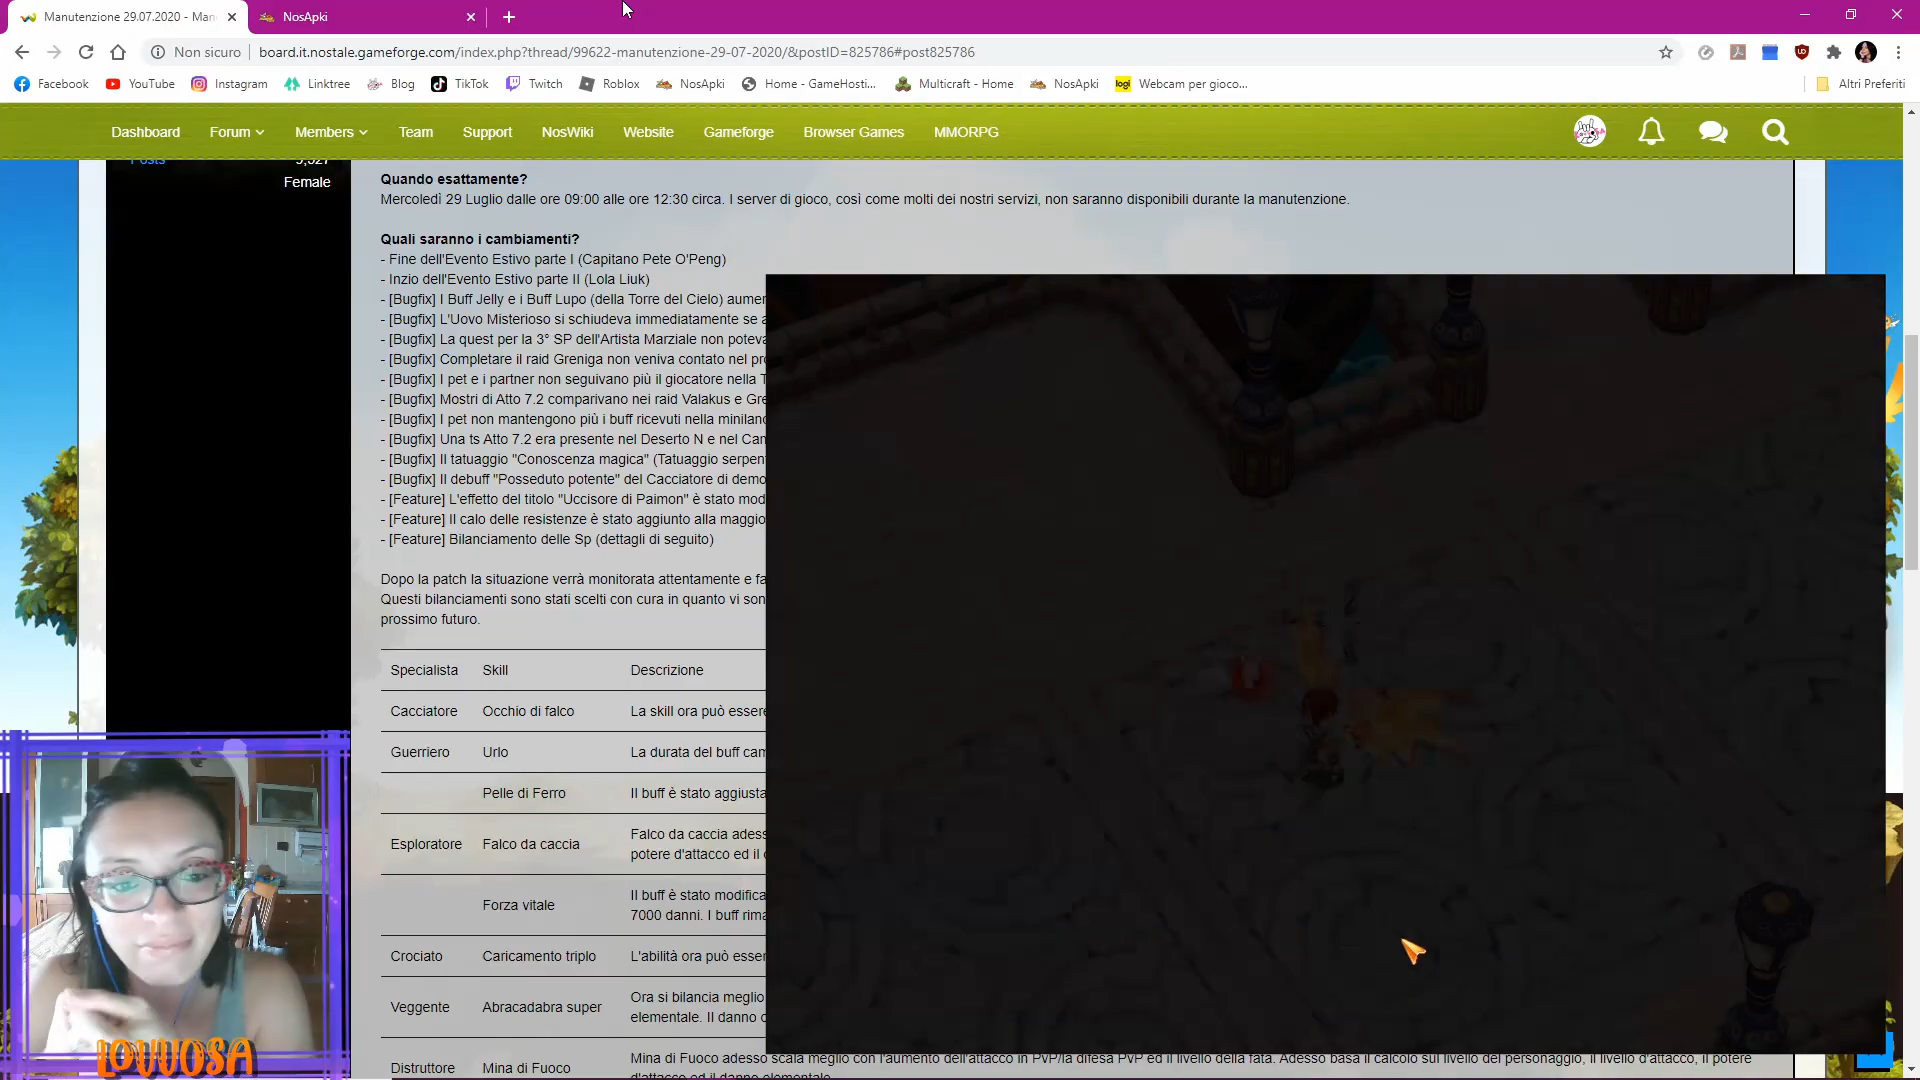 Manutenzione 29.07.2020 - Man
NosApki
Non sicuro
board.it.nostale.gameforge.com/index.php?thread/99622-manutenzione-29-07-2020/&postID=825786#post825786
Facebook
YouTube
Instagram
Linktree
Blog
TikTok
Twitch
Roblox
NosApki
Home - GameHosti...
Multicraft - Home
NosApki
logi
Webcam per gioco...
Altri Preferiti
Dashboard
Forum
Members
Team
Support
NosWiki
Website
Gameforge
Browser Games
MMORPG
Posts
Female
Quando esattamente?
Mercoledì 29 Luglio dalle ore 09:00 alle ore 12:30 circa. I server di gioco, così come molti dei nostri servizi, non saranno disponibili durante la manutenzione.
Quali saranno i cambiamenti?
- Fine dell'Evento Estivo parte I (Capitano Pete O'Peng)
- Inzio dell'Evento Estivo parte II (Lola Liuk)
- [Bugfix] I Buff Jelly e i Buff Lupo (della Torre del Cielo) aumen
- [Bugfix] L'Uovo Misterioso si schiudeva immediatamente se a
- [Bugfix] La quest per la 3° SP dell'Artista Marziale non poteva
- [Bugfix] Completare il raid Greniga non veniva contato nel pro
- [Bugfix] I pet e i partner non seguivano più il giocatore nella T
- [Bugfix] Mostri di Atto 7.2 comparivano nei raid Valakus e Gre
- [Bugfix] I pet non mantengono più i buff ricevuti nella miniland
- [Bugfix] Una ts Atto 7.2 era presente nel Deserto N e nel Can
- [Bugfix] Il tatuaggio "Conoscenza magica" (Tatuaggio serpent
- [Bugfix] Il debuff "Posseduto potente" del Cacciatore di demo
- [Feature] L'effetto del titolo "Uccisore di Paimon" è stato mod
- [Feature] Il calo delle resistenze è stato aggiunto alla maggio
- [Feature] Bilanciamento delle Sp (dettagli di seguito)
Dopo la patch la situazione verrà monitorata attentamente e fa
Questi bilanciamenti sono stati scelti con cura in quanto vi son
prossimo futuro.
Specialista Skill Descrizione
Cacciatore Occhio di falco La skill ora può essere
Guerriero Urlo La durata del buff cam
Pelle di Ferro Il buff è stato aggiusta
Esploratore Falco da caccia Falco da caccia adess
potere d'attacco ed il
Forza vitale Il buff è stato modifica
7000 danni. I buff rima
Crociato Caricamento triplo L'abilità ora può esser
Veggente Abracadabra super Ora si bilancia meglio
elementale. Il danno
Distruttore Mina di Fuoco Mina di Fuoco adesso scala meglio con l'aumento dell'attacco in PVP/la difesa PVP ed il livello della fata. Adesso basa il calcolo sul livello del personaggio, il livello d'attacco, il potere
d'attacco ed il danno elementale.
LOVVOSA